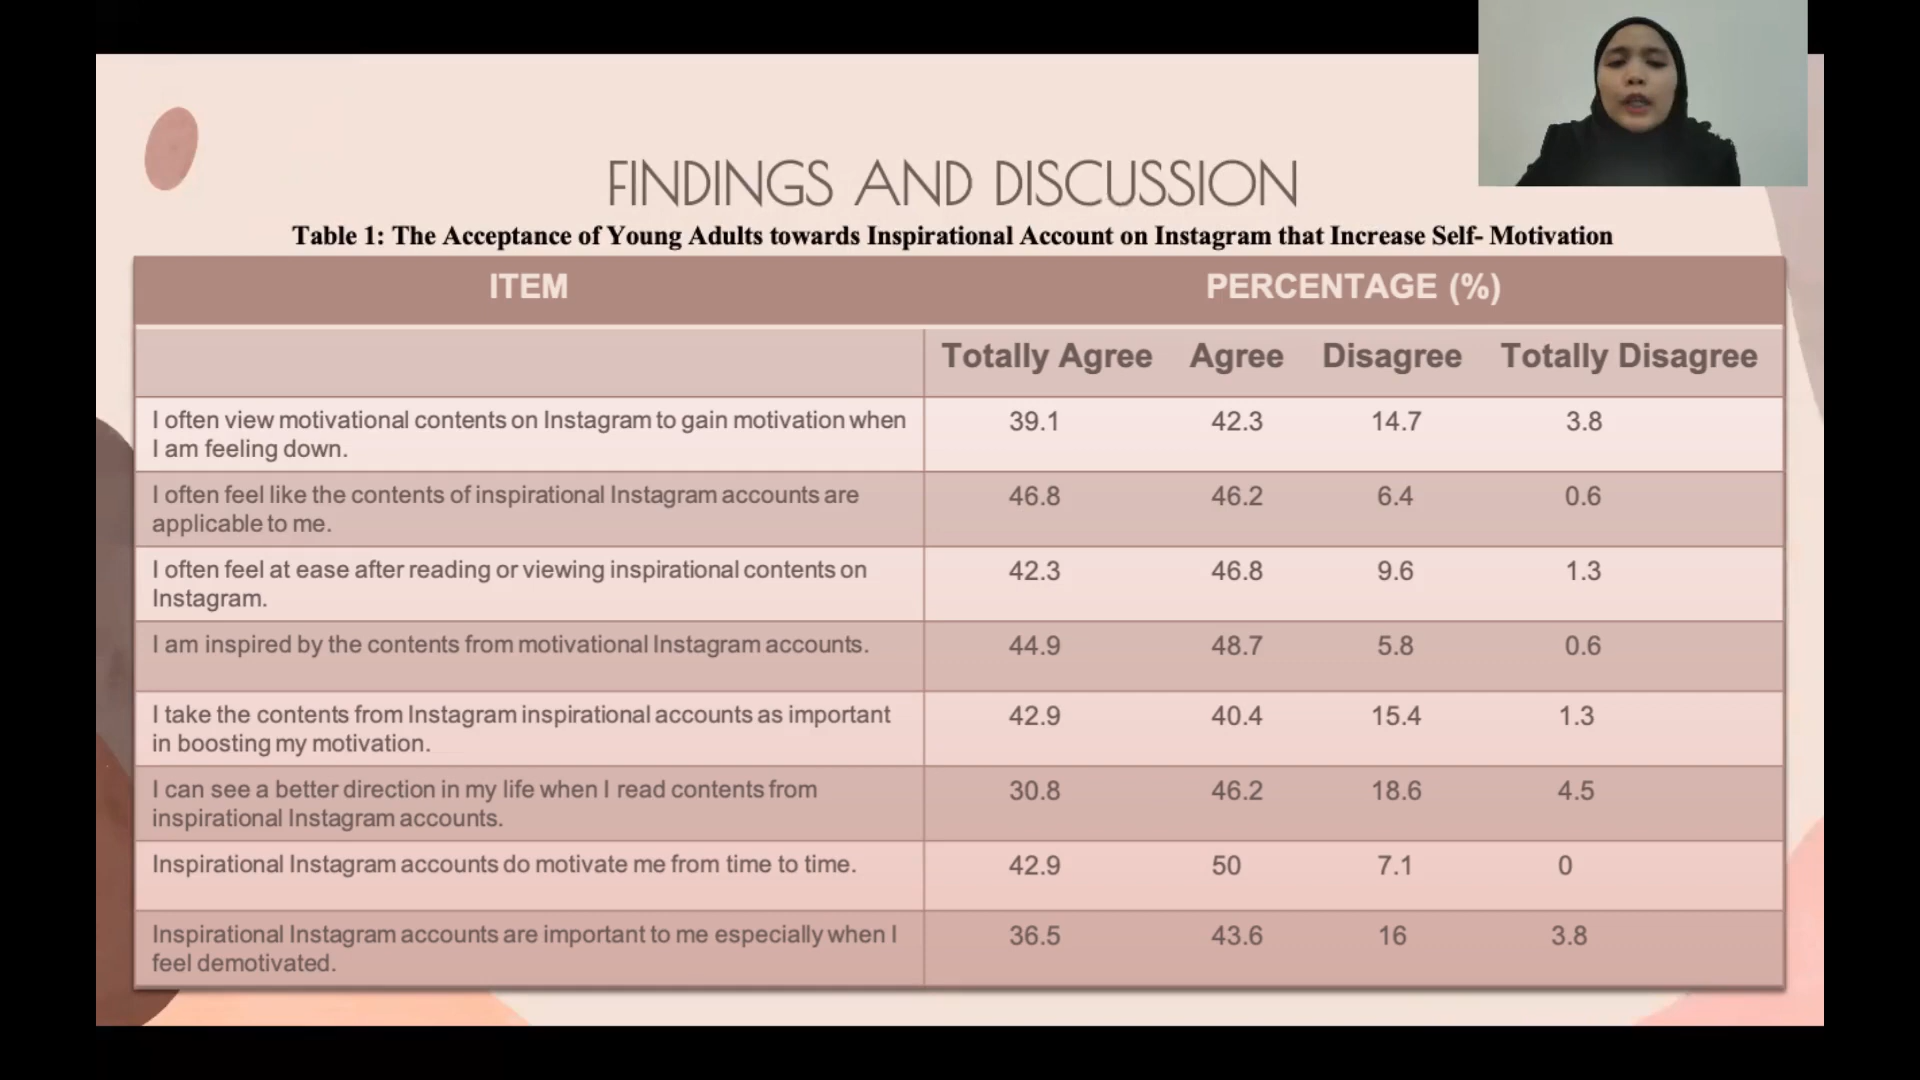 FINDINGS AND DISCUSSION
Table 1: The Acceptance of Young Adults towards Inspirational Account on Instagram that Increase Self- Motivation
ITEM PERCENTAGE (%)
Totally Agree Agree Disagree Totally Disagree
I often view motivational contents on Instagram to gain motivation when
I am feeling down.
39.1 42.3 14.7 3.8
I often feel like the contents of inspirational Instagram accounts are
applicable to me.
46.8 46.2 6.4 0.6
I often feel at ease after reading or viewing inspirational contents on
Instagram.
42.3 46.8 9.6 1.3
I am inspired by the contents from motivational Instagram accounts.
44.9 48.7 5.8 0.6
I take the contents from Instagram inspirational accounts as important
in boosting my motivation.
42.9 40.4 15.4 1.3
I can see a better direction in my life when I read contents from
inspirational Instagram accounts.
30.8 46.2 18.6 4.5
Inspirational Instagram accounts do motivate me from time to time.
42.9 50 7.1 0
Inspirational Instagram accounts are important to me especially when I
feel demotivated.
36.5 43.6 16 3.8